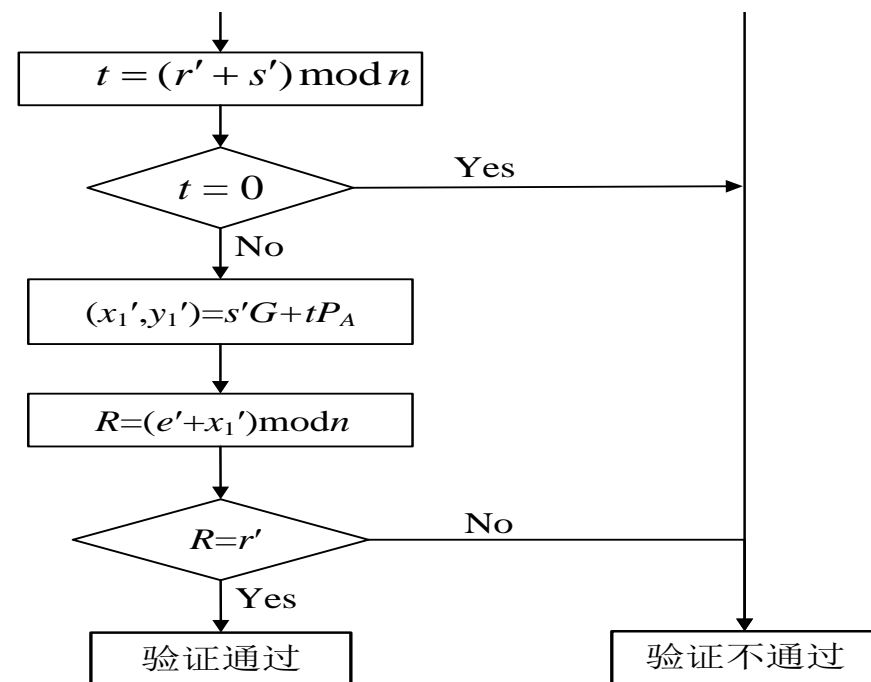 t = (r′ + s′) mod n
t = 0
Yes
No
(x₁′,y₁′)=s′G+tP_A
R=(e′+x₁′)modn
R=r′
No
Yes
验证通过
验证不通过